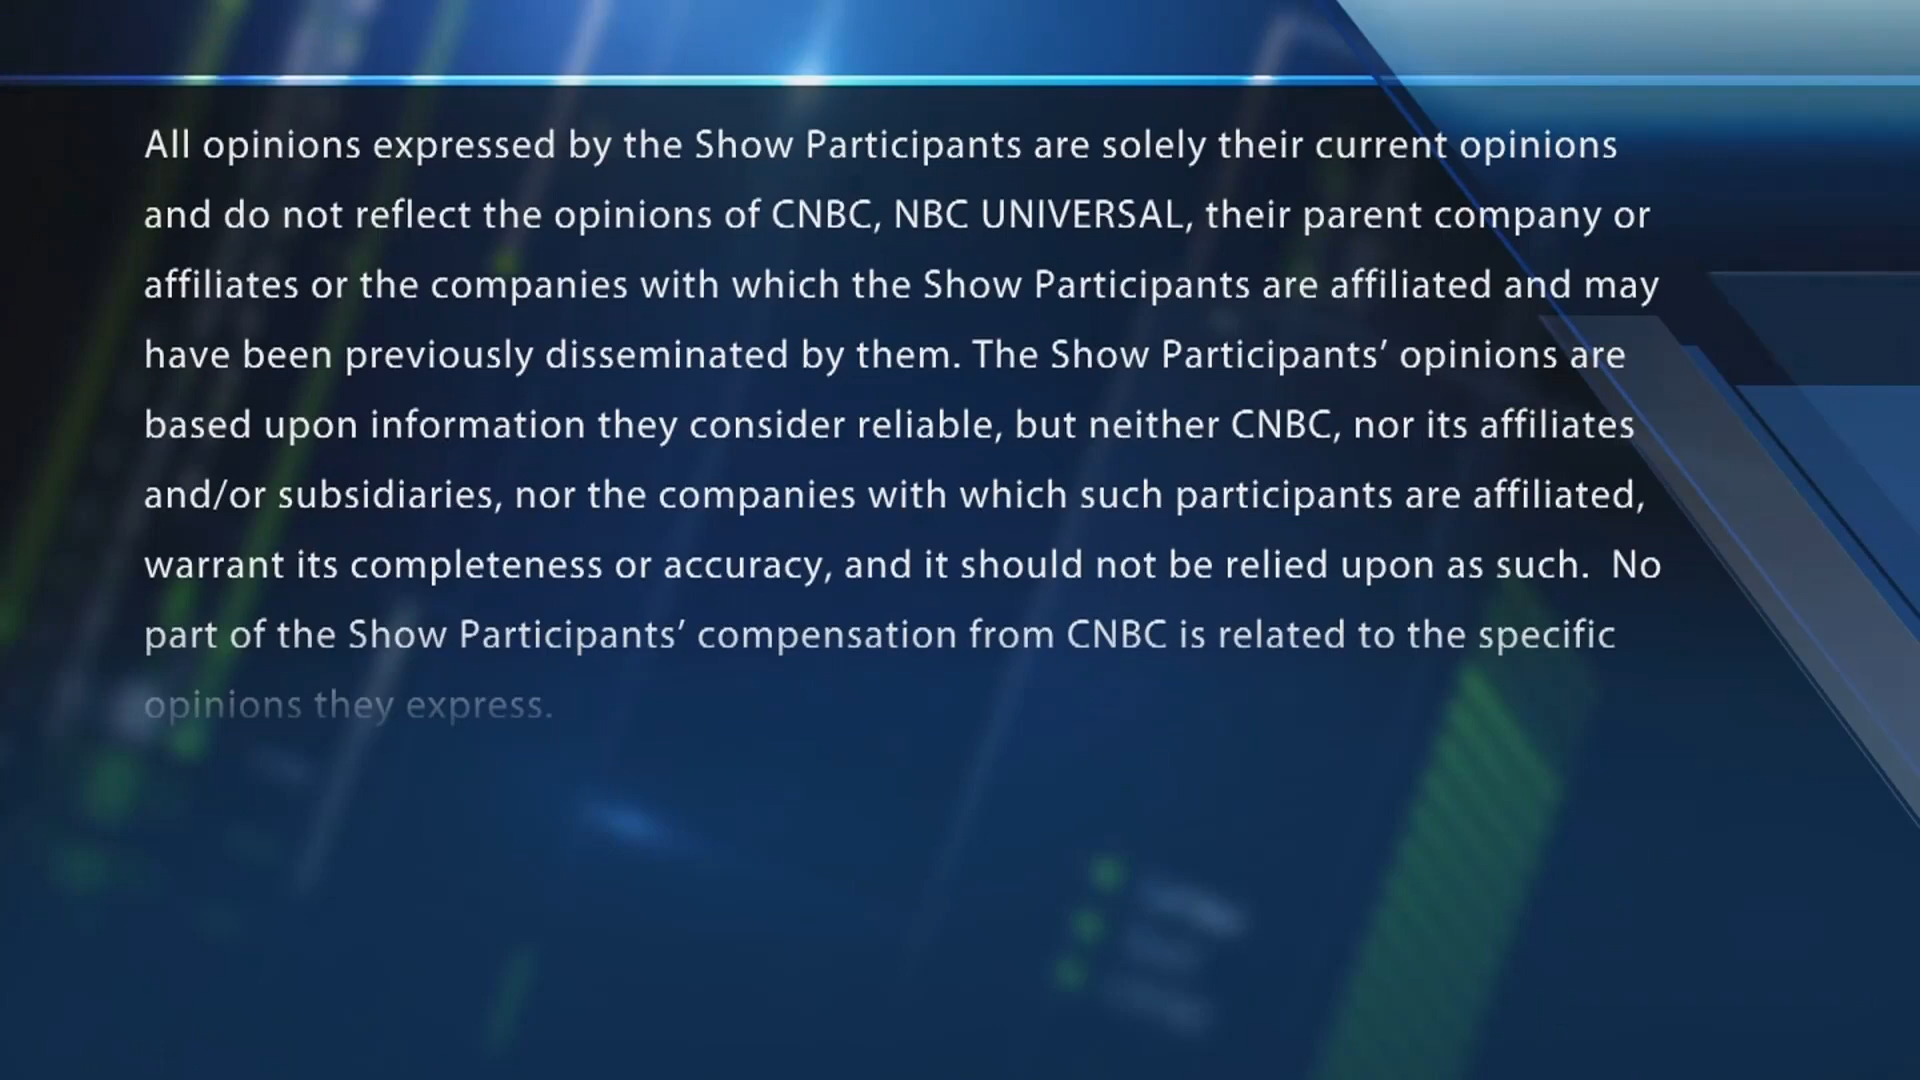 All opinions expressed by the Show Participants are solely their current opinions
and do not reflect the opinions of CNBC, NBC UNIVERSAL, their parent company or
affiliates or the companies with which the Show Participants are affiliated and may
have been previously disseminated by them. The Show Participants’ opinions are
based upon information they consider reliable, but neither CNBC, nor its affiliates
and/or subsidiaries, nor the companies with which such participants are affiliated,
warrant its completeness or accuracy, and it should not be relied upon as such.  No
part of the Show Participants’ compensation from CNBC is related to the specific
opinions they express.